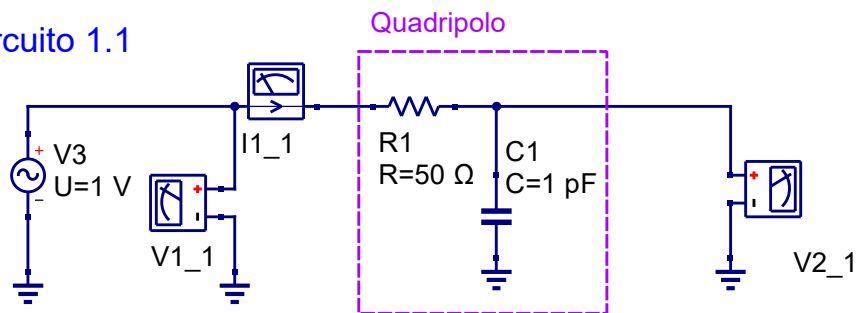 Quadripolo
rcuito 1.1
I1_1
V3
U=1 V
R1
R=50 Ω
C1
C=1 pF
V1_1
V2_1